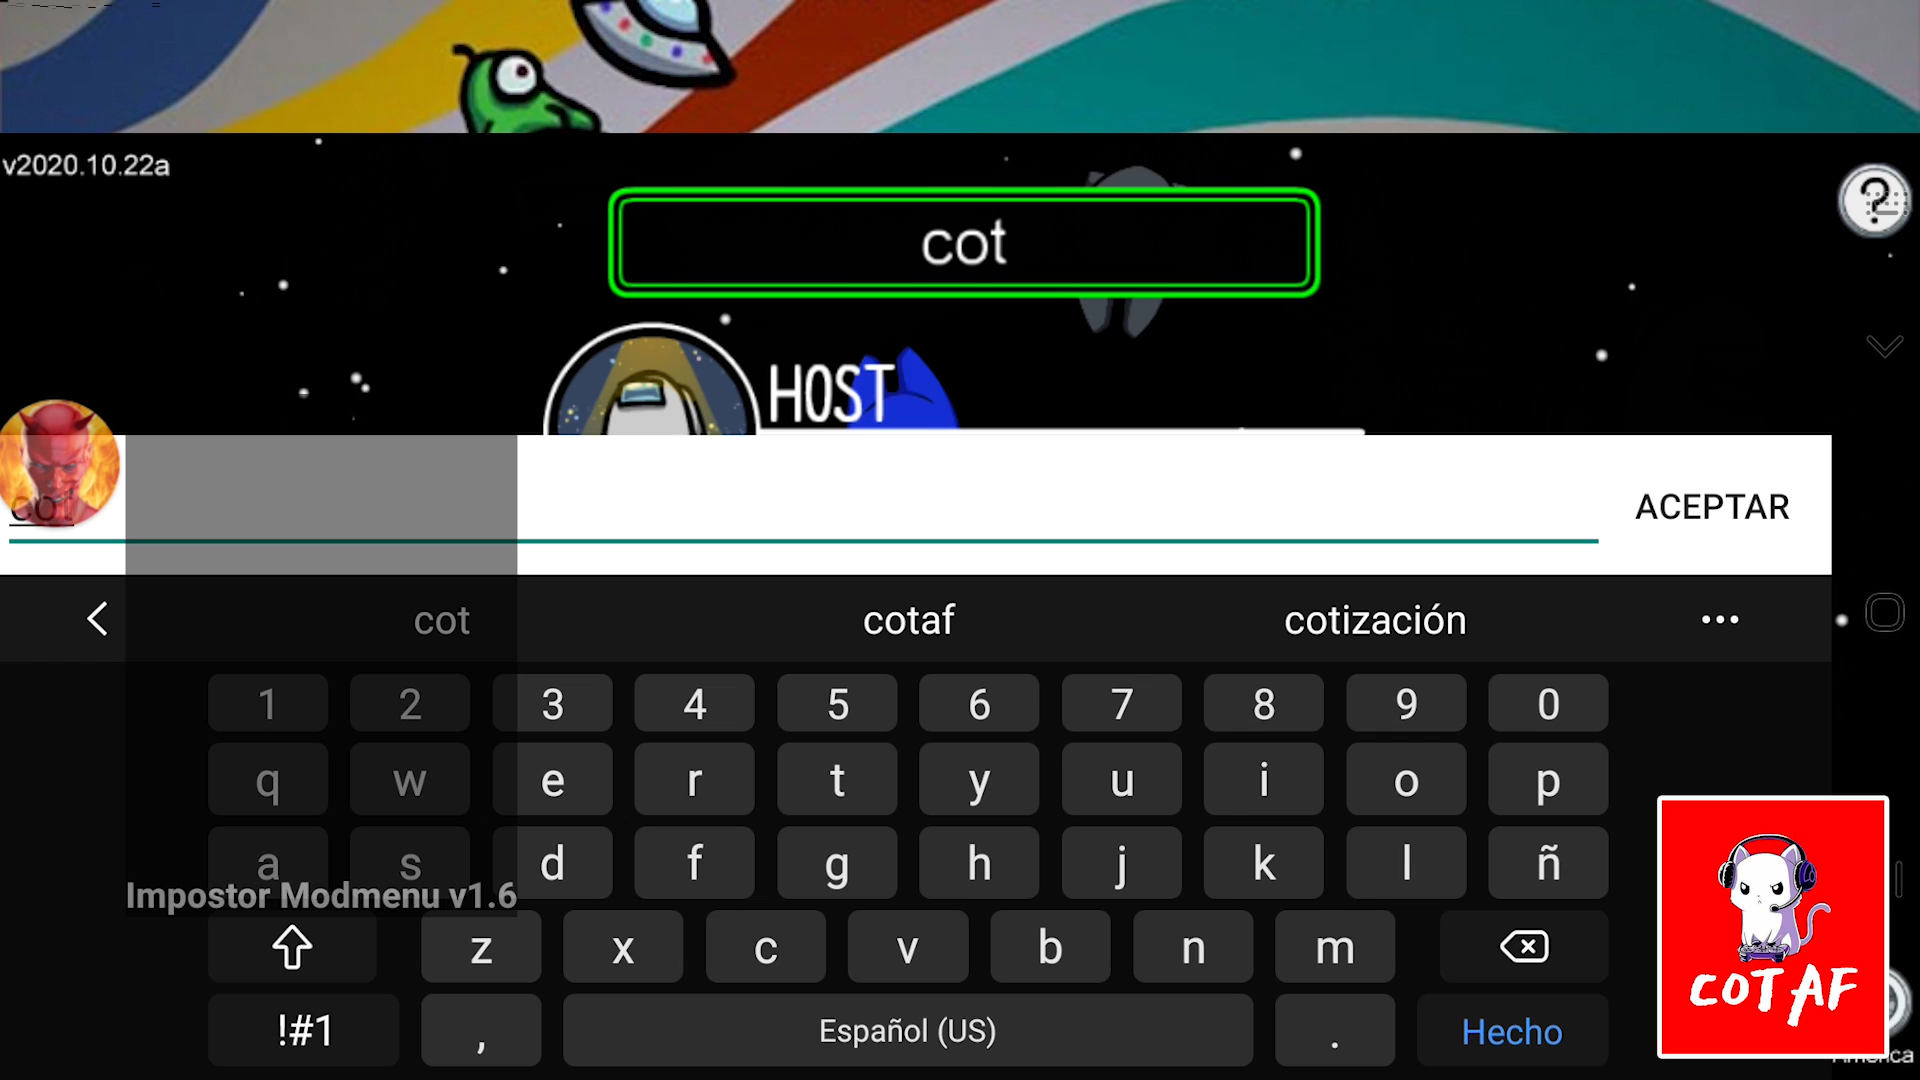 v2020.10.22a
?
cot
HOST
cot
ACEPTAR
cot cotaf cotización
1 2 3 4 5 6 7 8 9 0
q w e r t y u i o p
a s d f g h j k l ñ
Impostor Modmenu v1.6
z x c v b n m
!#1 , Español (US) . Hecho
COTAF